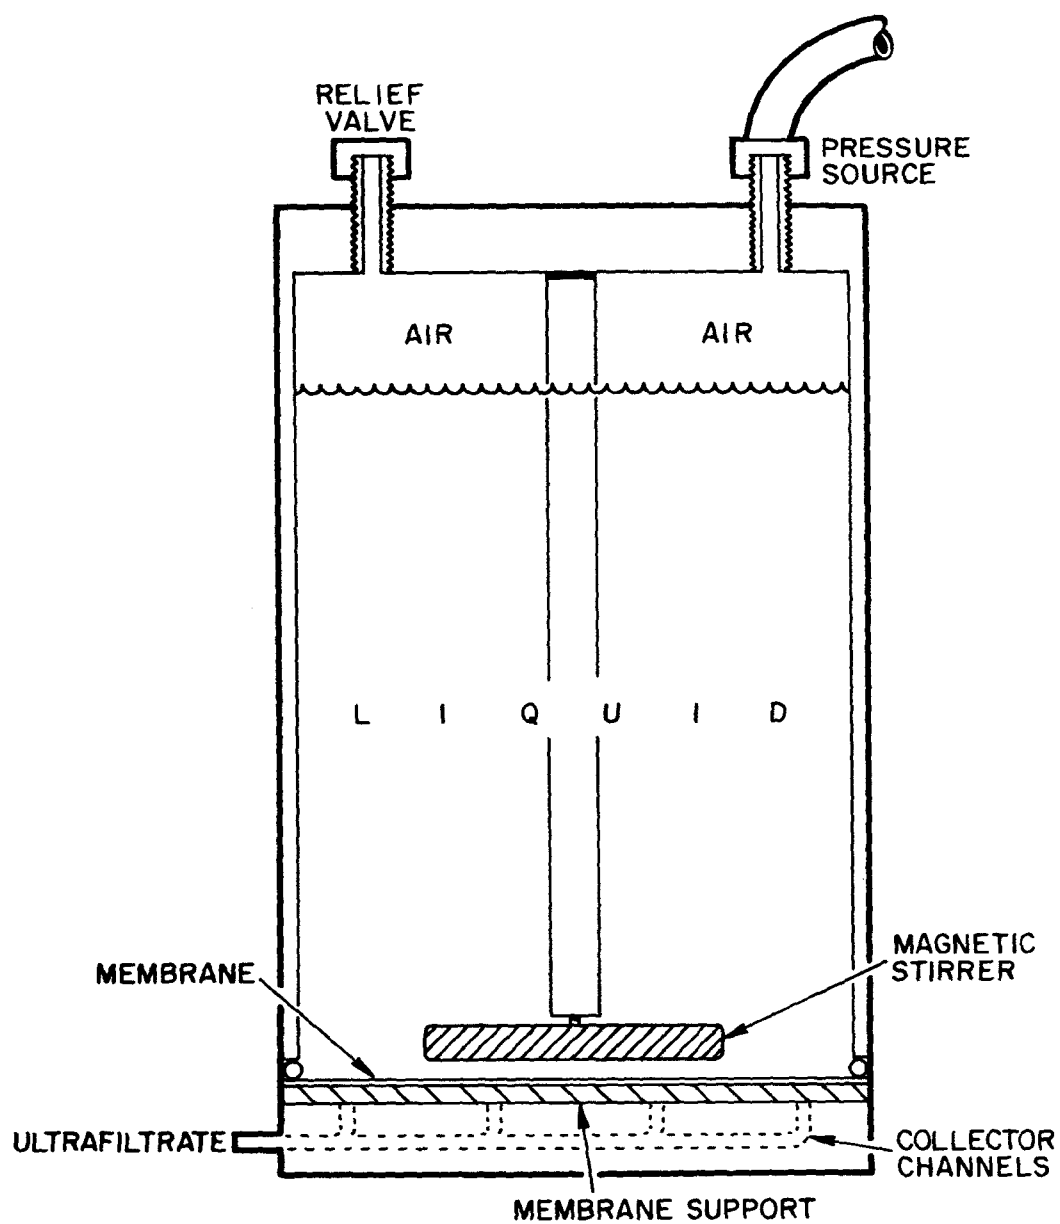 RELIEF
VALVE
PRESSURE
SOURCE
AIR AIR
L I Q U I D
MAGNETIC
STIRRER
MEMBRANE
ULTRAFILTRATE
COLLECTOR
CHANNELS
MEMBRANE SUPPORT